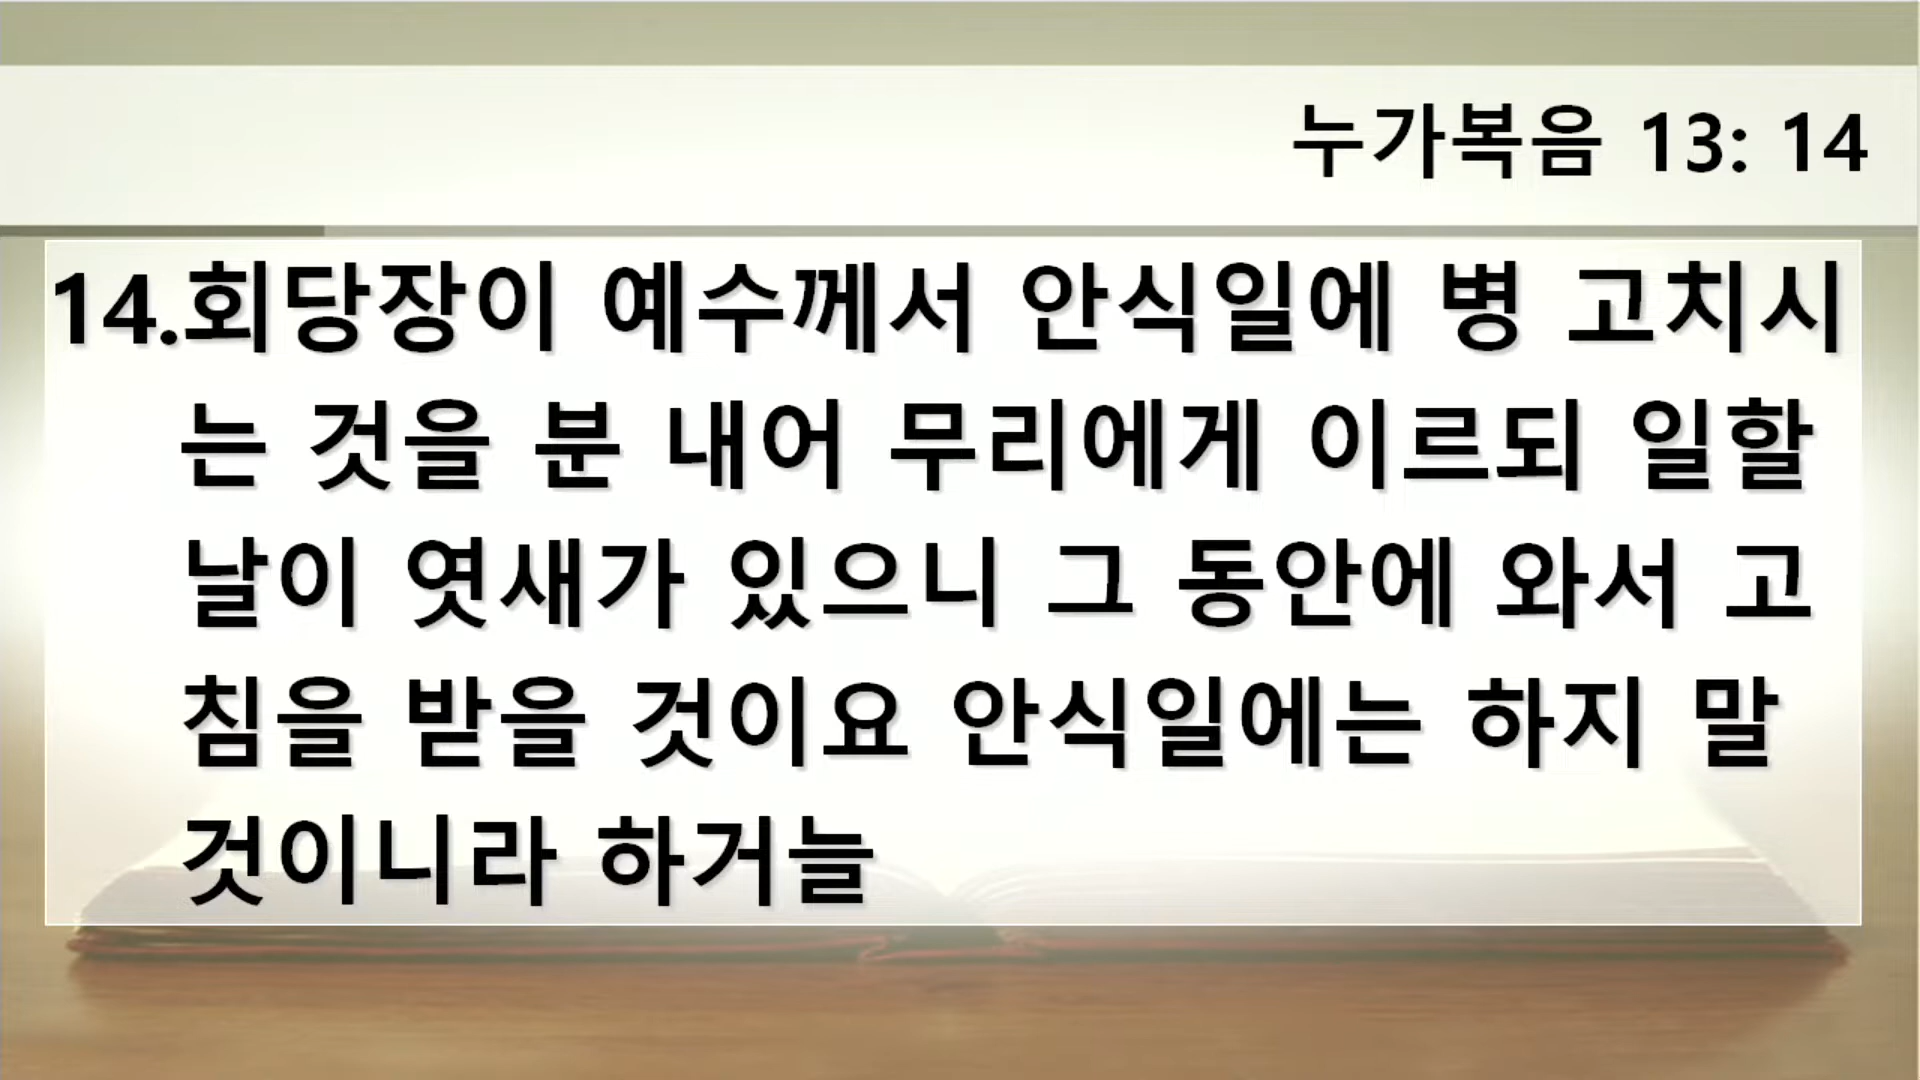 누가복음 13: 14
14.회당장이 예수께서 안식일에 병 고치시
는 것을 분 내어 무리에게 이르되 일할
날이 엿새가 있으니 그 동안에 와서 고
침을 받을 것이요 안식일에는 하지 말
것이니라 하거늘